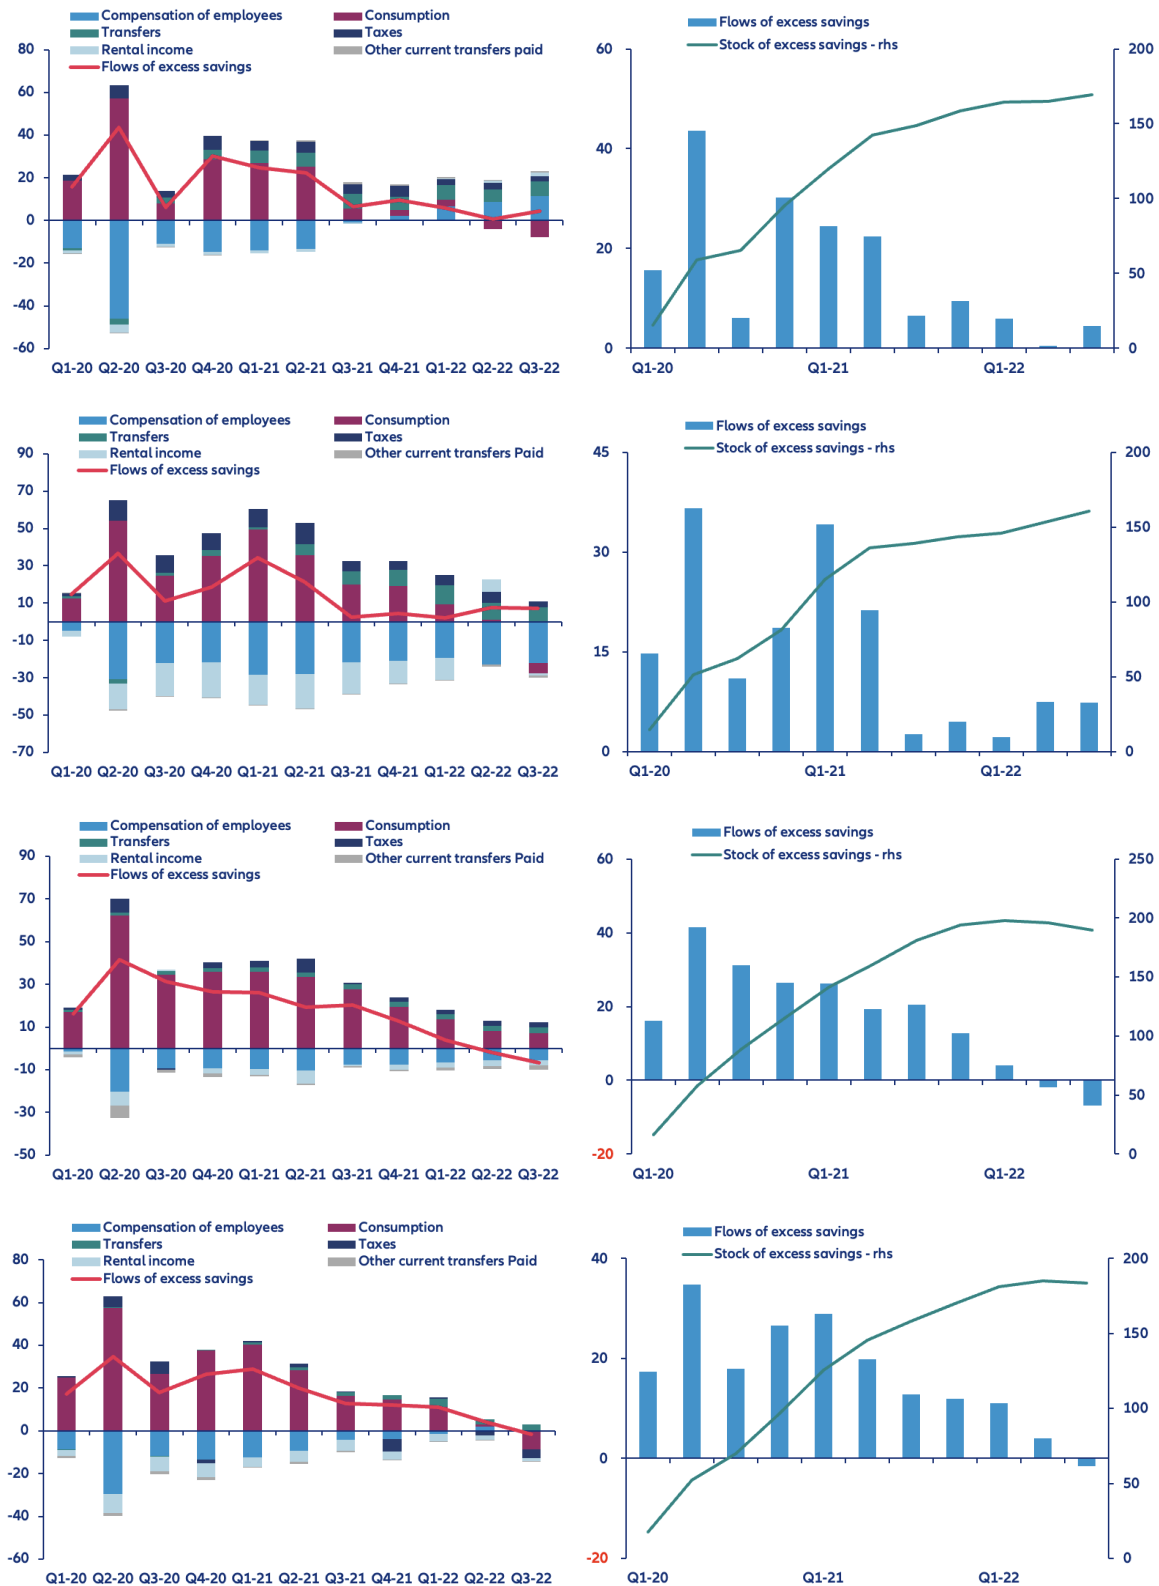 Compensation of employees Consumption
Transfers Taxes
Rental income Other current transfers paid
Flows of excess savings
80
60
40
20
0
-20
-40
-60
Q1-20 Q2-20 Q3-20 Q4-20 Q1-21 Q2-21 Q3-21 Q4-21 Q1-22 Q2-22 Q3-22
Flows of excess savings
Stock of excess savings - rhs
60
40
20
0
200
150
100
50
0
Q1-20 Q1-21 Q1-22
Compensation of employees Consumption
Transfers Taxes
Rental income Other current transfers Paid
Flows of excess savings
90
70
50
30
10
-10
-30
-50
-70
Q1-20 Q2-20 Q3-20 Q4-20 Q1-21 Q2-21 Q3-21 Q4-21 Q1-22 Q2-22 Q3-22
Flows of excess savings
Stock of excess savings - rhs
45
30
15
0
200
150
100
50
0
Q1-20 Q1-21 Q1-22
Compensation of employees Consumption
Transfers Taxes
Rental income Other current transfers Paid
Flows of excess savings
90
70
50
30
10
-10
-30
-50
Q1-20 Q2-20 Q3-20 Q4-20 Q1-21 Q2-21 Q3-21 Q4-21 Q1-22 Q2-22 Q3-22
Flows of excess savings
Stock of excess savings - rhs
60
40
20
0
-20
250
200
150
100
50
0
Q1-20 Q1-21 Q1-22
Compensation of employees Consumption
Transfers Taxes
Rental income Other current transfers Paid
Flows of excess savings
80
60
40
20
0
-20
-40
-60
Q1-20 Q2-20 Q3-20 Q4-20 Q1-21 Q2-21 Q3-21 Q4-21 Q1-22 Q2-22 Q3-22
Flows of excess savings
Stock of excess savings - rhs
40
20
0
-20
200
150
100
50
0
Q1-20 Q1-21 Q1-22